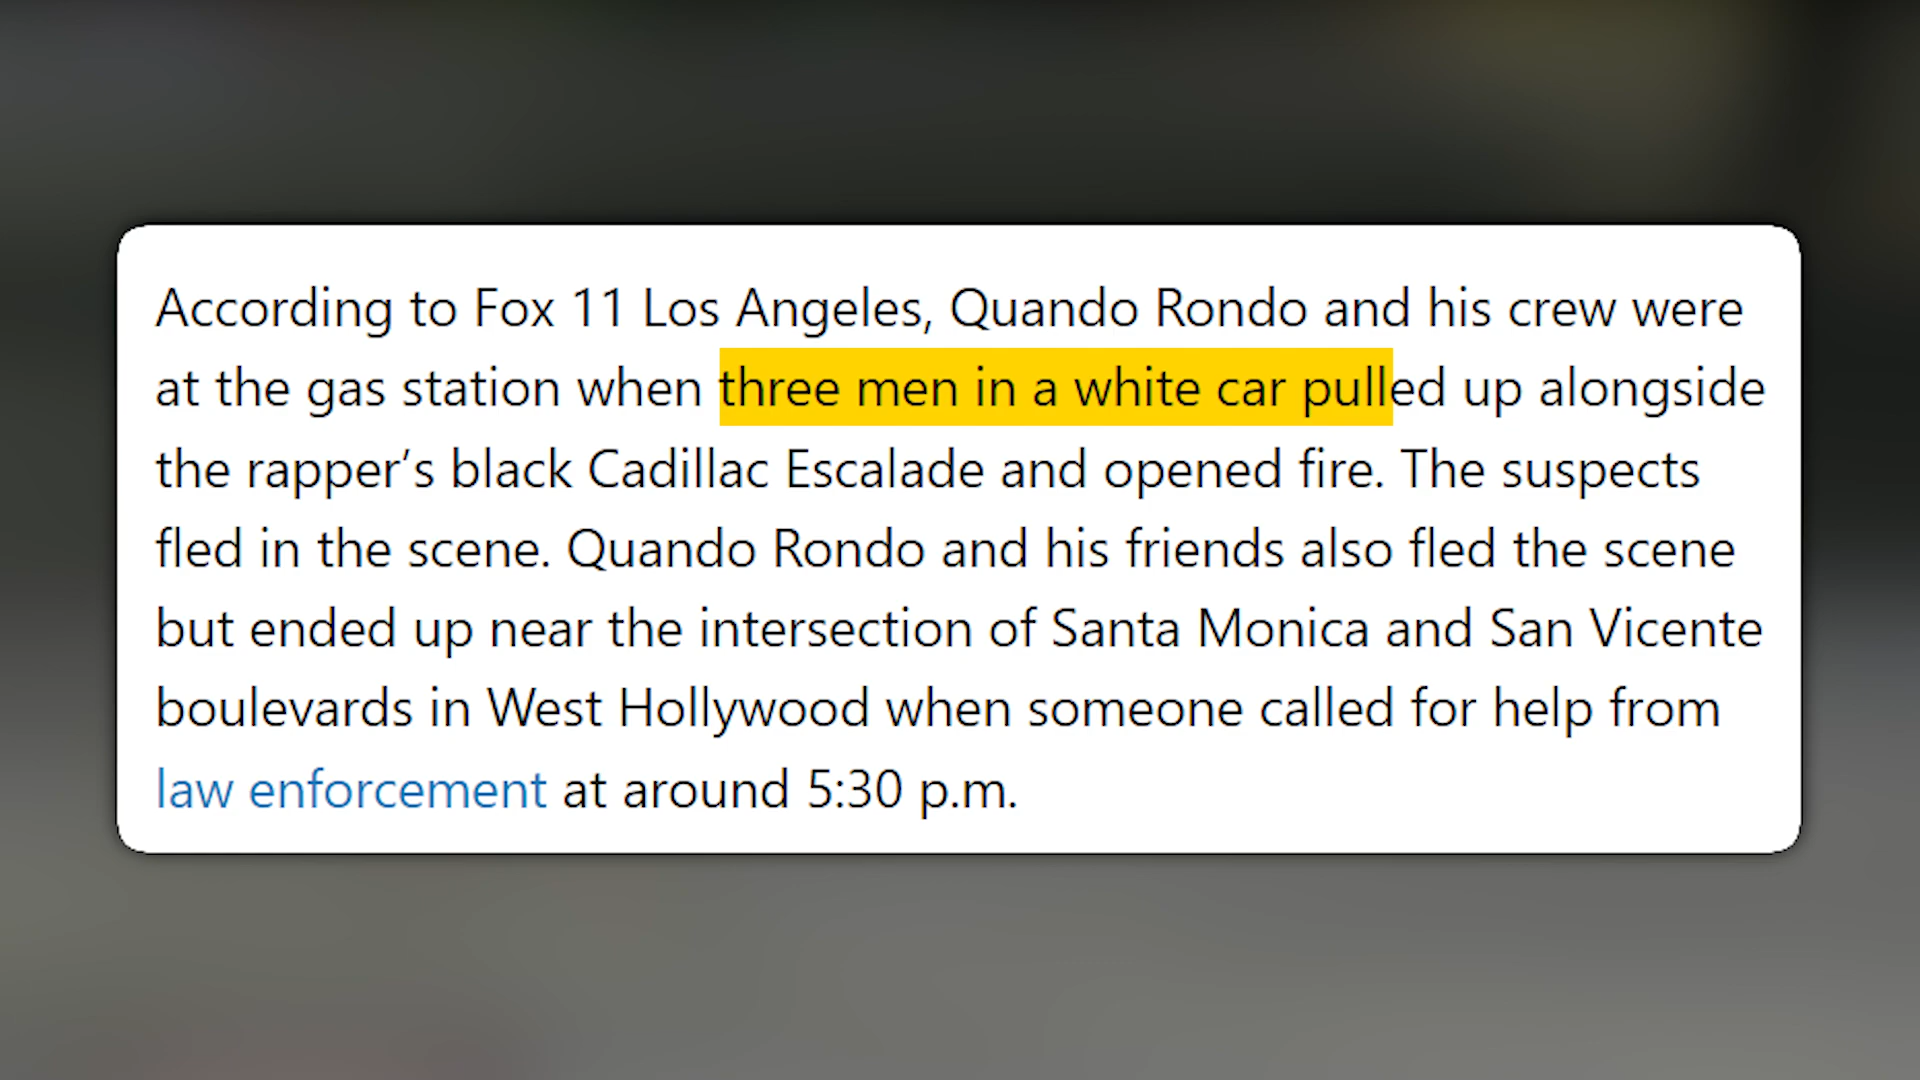 According to Fox 11 Los Angeles, Quando Rondo and his crew were
at the gas station when three men in a white car pulled up alongside
the rapper’s black Cadillac Escalade and opened fire. The suspects
fled in the scene. Quando Rondo and his friends also fled the scene
but ended up near the intersection of Santa Monica and San Vicente
boulevards in West Hollywood when someone called for help from
law enforcement at around 5:30 p.m.